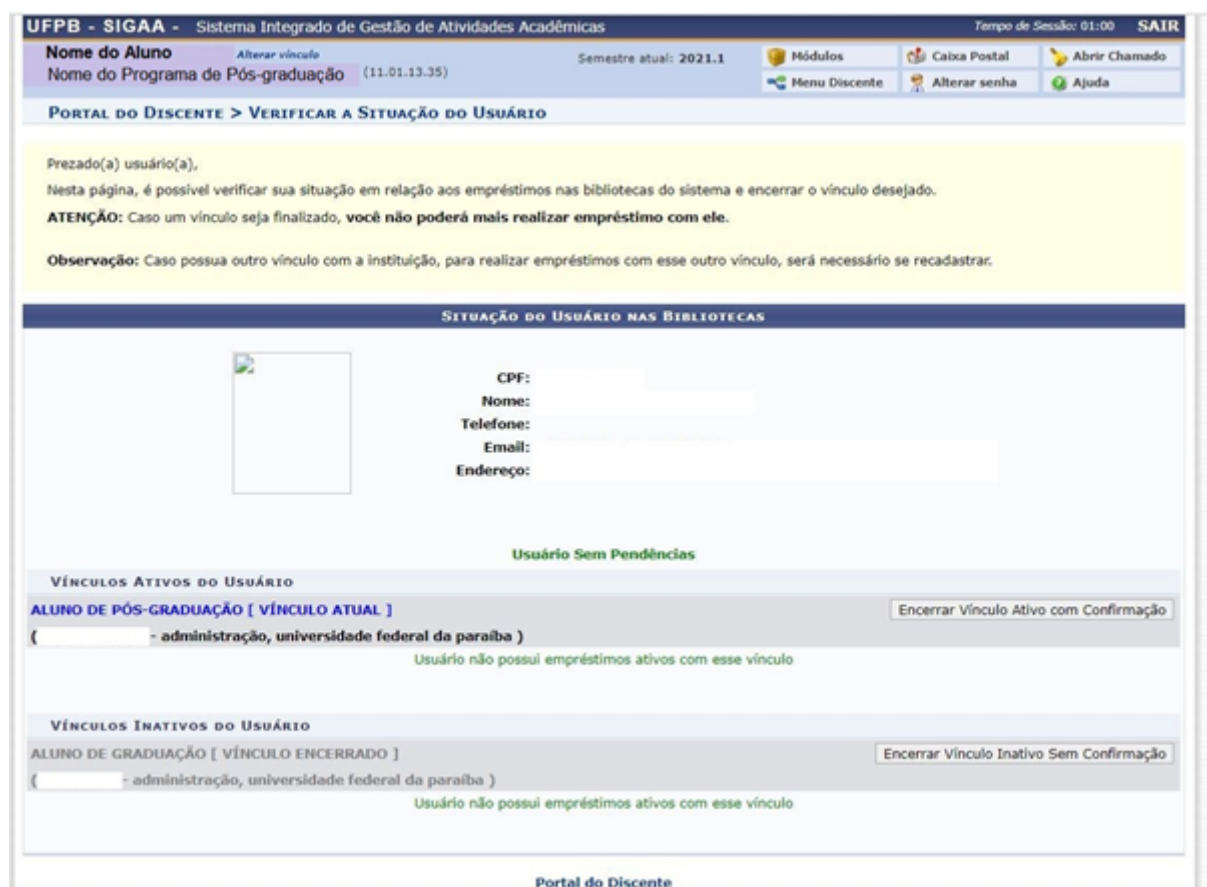 UFPB - SIGAA - Sistema Integrado de Gestão de Atividades Acadêmicas Tempo de Sessão: 01:00 SAIR
Nome do Aluno Alterar vínculo Semestre atual: 2021.1 Módulos Caixa Postal Abrir Chamado
Nome do Programa de Pós-graduação (11.01.13.35) Menu Discente Alterar senha Ajuda
PORTAL DO DISCENTE > VERIFICAR A SITUAÇÃO DO USUÁRIO
Prezado(a) usuário(a),
Nesta página, é possível verificar sua situação em relação aos empréstimos nas bibliotecas do sistema e encerrar o vínculo desejado.
ATENÇÃO: Caso um vínculo seja finalizado, você não poderá mais realizar empréstimo com ele.
Observação: Caso possua outro vínculo com a instituição, para realizar empréstimos com esse outro vínculo, será necessário se recadastrar.
SITUAÇÃO DO USUÁRIO NAS BIBLIOTECAS
CPF:
Nome:
Telefone:
Email:
Endereço:
Usuário Sem Pendências
VÍNCULOS ATIVOS DO USUÁRIO
ALUNO DE PÓS-GRADUAÇÃO [ VÍNCULO ATUAL ] Encerrar Vínculo Ativo com Confirmação
( - administração, universidade federal da paraíba )
Usuário não possui empréstimos ativos com esse vínculo
VÍNCULOS INATIVOS DO USUÁRIO
ALUNO DE GRADUAÇÃO [ VÍNCULO ENCERRADO ] Encerrar Vínculo Inativo Sem Confirmação
( - administração, universidade federal da paraíba )
Usuário não possui empréstimos ativos com esse vínculo
Portal do Discente